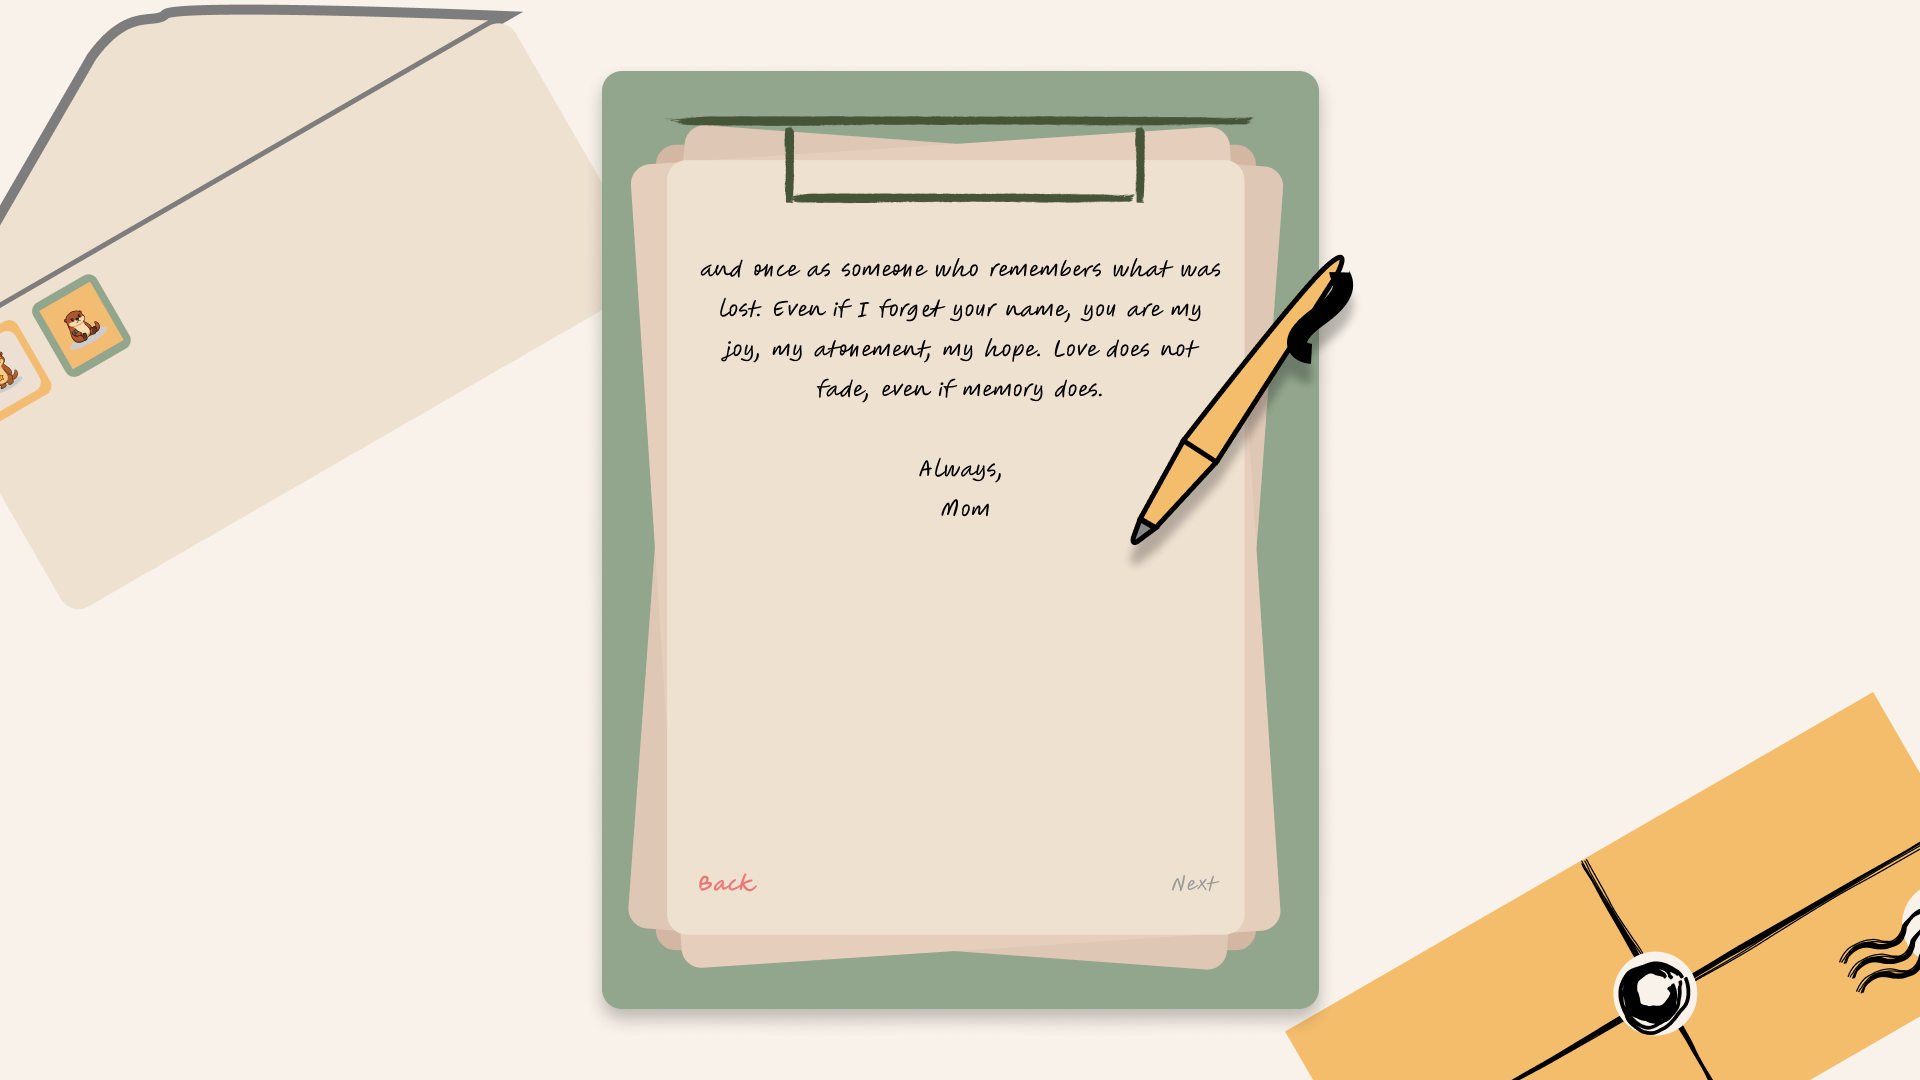 and once as someone who remembers what was
lost. Even if I forget your name, you are my
joy, my atonement, my hope. Love does not
fade, even if memory does.
Always,
Mom
Back
Next